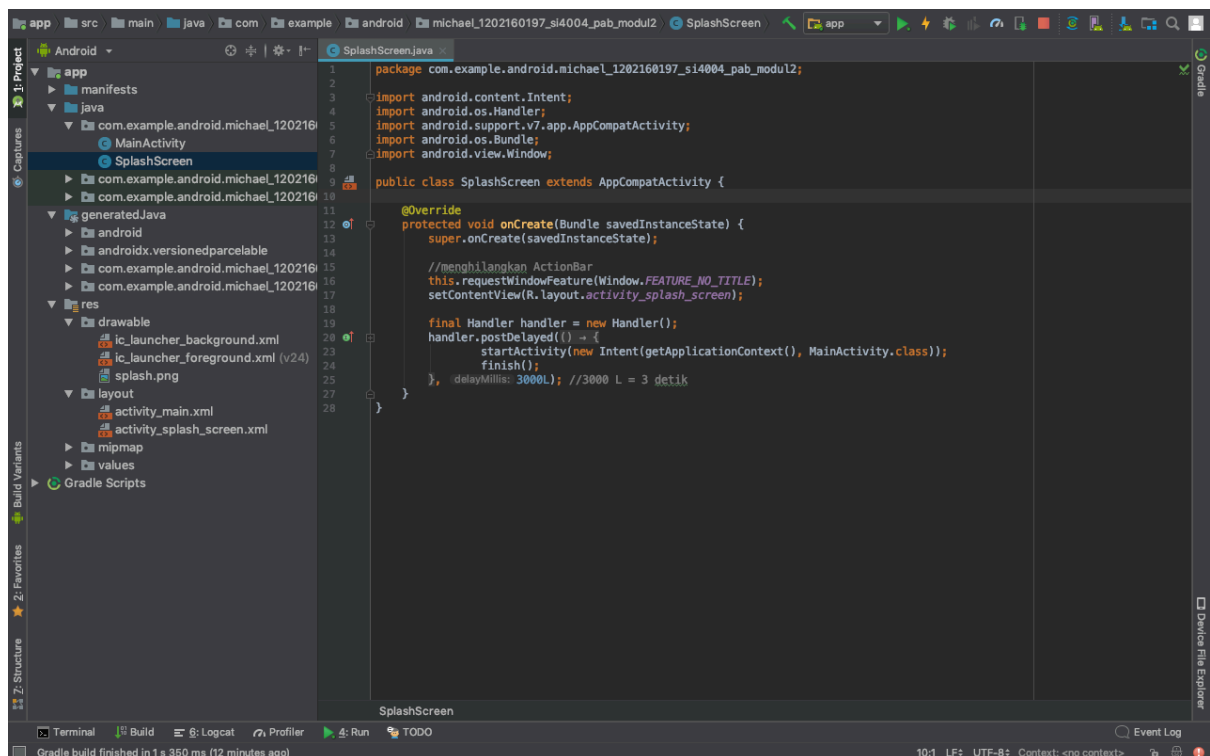 app src main java com example android michael_1202160197_si4004_pab_modul2 SplashScreen app
1: Project
Captures
Build Variants
2: Favorites
7: Structure
Android
app
manifests
java
com.example.android.michael_120216
MainActivity
SplashScreen
com.example.android.michael_120216
com.example.android.michael_120216
generatedJava
android
androidx.versionedparcelable
com.example.android.michael_120216
com.example.android.michael_120216
res
drawable
ic_launcher_background.xml
ic_launcher_foreground.xml (v24)
splash.png
layout
activity_main.xml
activity_splash_screen.xml
mipmap
values
Gradle Scripts
SplashScreen.java
1 package com.example.android.michael_1202160197_si4004_pab_modul2;
2
3 import android.content.Intent;
4 import android.os.Handler;
5 import android.support.v7.app.AppCompatActivity;
6 import android.os.Bundle;
7 import android.view.Window;
8
9 public class SplashScreen extends AppCompatActivity {
10
11 @Override
12 protected void onCreate(Bundle savedInstanceState) {
13 super.onCreate(savedInstanceState);
14
15 //menghilangkan ActionBar
16 this.requestWindowFeature(Window.FEATURE_NO_TITLE);
17 setContentView(R.layout.activity_splash_screen);
18
19 final Handler handler = new Handler();
20 handler.postDelayed(() → {
23 startActivity(new Intent(getApplicationContext(), MainActivity.class));
24 finish();
25 }, delayMillis: 3000L); //3000 L = 3 detik
27 }
28 }
SplashScreen
Gradle
Device File Explorer
Terminal Build 6: Logcat Profiler 4: Run TODO Event Log
Gradle build finished in 1 s 350 ms (12 minutes ago) 10:1 LF UTF-8 Context: <no context>